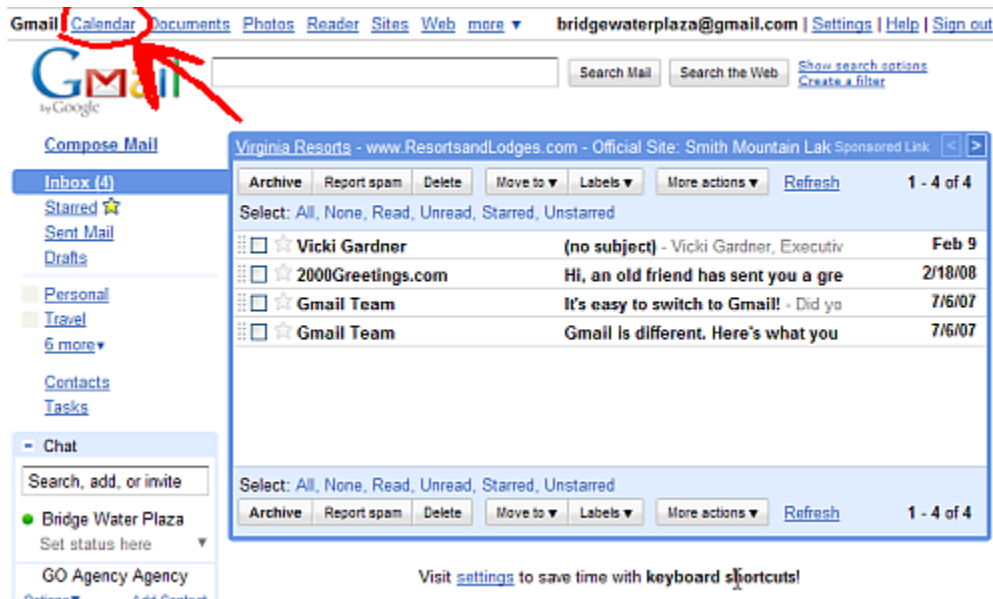 Gmail Calendar Documents Photos Reader Sites Web more ▼ bridgewaterplaza@gmail.com | Settings | Help | Sign out
Gmail by Google
Search Mail Search the Web Show search options
Create a filter
Compose Mail
Virginia Resorts - www.ResortsandLodges.com - Official Site: Smith Mountain Lak Sponsored Link < >
Inbox (4)
Archive Report spam Delete Move to ▼ Labels ▼ More actions ▼ Refresh 1 - 4 of 4
Starred
Select: All, None, Read, Unread, Starred, Unstarred
Sent Mail
Vicki Gardner (no subject) - Vicki Gardner, Executiv Feb 9
Drafts
2000Greetings.com Hi, an old friend has sent you a gre 2/18/08
Personal
Gmail Team It's easy to switch to Gmail! - Did yo 7/6/07
Travel
Gmail Team Gmail is different. Here's what you 7/6/07
6 more ▼
Contacts
Tasks
– Chat
Search, add, or invite
Select: All, None, Read, Unread, Starred, Unstarred
Bridge Water Plaza
Archive Report spam Delete Move to ▼ Labels ▼ More actions ▼ Refresh 1 - 4 of 4
Set status here ▼
GO Agency Agency
Visit settings to save time with keyboard shortcuts!
Options ▼ Add Contact